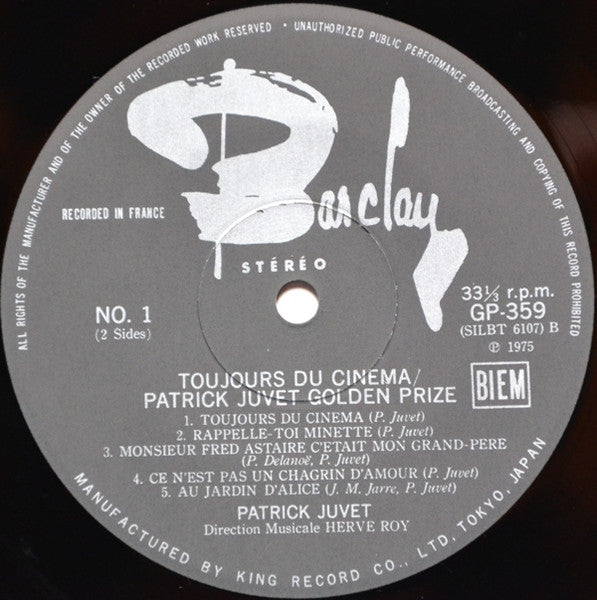 ALL RIGHTS OF THE MANUFACTURER AND OF THE OWNER OF THE RECORDED WORK RESERVED • UNAUTHORIZED PUBLIC PERFORMANCE BROADCASTING AND COPYING OF THIS RECORD PROHIBITED
Barclay
RECORDED IN FRANCE
STÉRÉO
NO. 1
(2 Sides)
33⅓ r.p.m.
GP-359
(SILBT 6107) B
Ⓟ 1975
BIEM
TOUJOURS DU CINEMA/
PATRICK JUVET GOLDEN PRIZE
1. TOUJOURS DU CINEMA (P. Juvet)
2. RAPPELLE-TOI MINETTE (P. Juvet)
3. MONSIEUR FRED ASTAIRE C'ETAIT MON GRAND-PERE
(P. Delanoë, P. Juvet)
4. CE N'EST PAS UN CHAGRIN D'AMOUR (P. Juvet)
5. AU JARDIN D'ALICE (J. M. Jarre, P. Juvet)
PATRICK JUVET
Direction Musicale HERVE ROY
MANUFACTURED BY KING RECORD CO., LTD, TOKYO, JAPAN